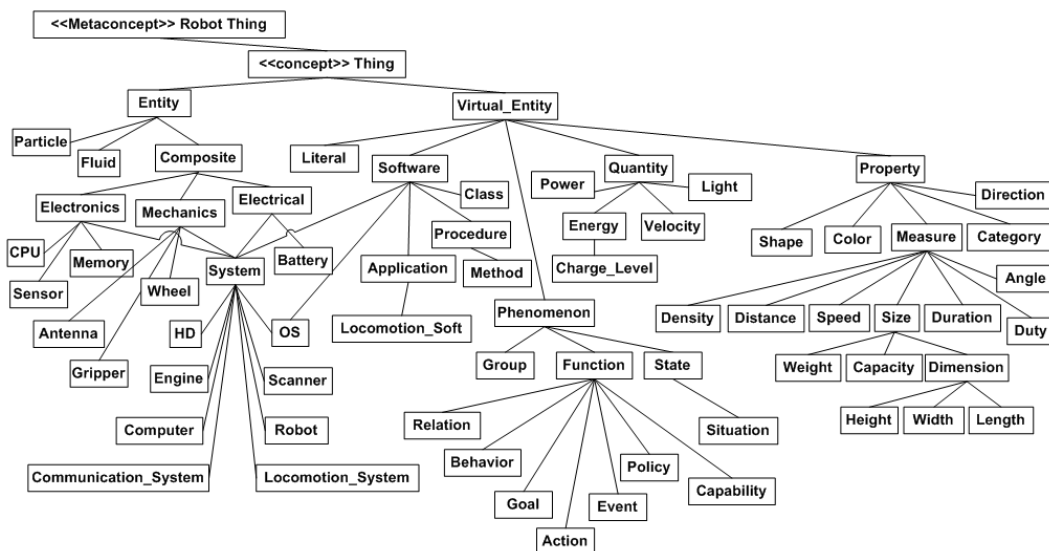 <<Metaconcept>> Robot Thing
<<concept>> Thing
Entity
Virtual_Entity
Particle
Fluid
Composite
Literal
Software
Quantity
Property
Power
Light
Class
Direction
Electronics
Mechanics
Electrical
Energy
Velocity
Procedure
Shape
Color
Measure
Category
CPU
Memory
System
Battery
Application
Method
Charge_Level
Sensor
Wheel
Angle
Antenna
HD
OS
Locomotion_Soft
Phenomenon
Density
Distance
Speed
Size
Duration
Duty
Gripper
Engine
Scanner
Group
Function
State
Weight
Capacity
Dimension
Computer
Robot
Relation
Situation
Height
Width
Length
Communication_System
Locomotion_System
Behavior
Policy
Capability
Goal
Event
Action